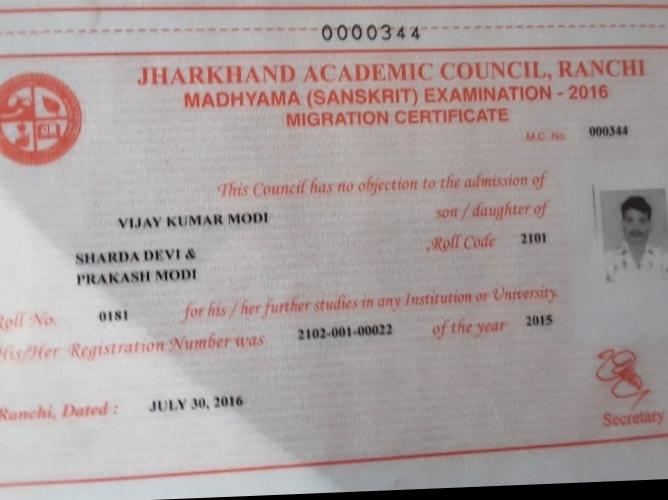 0000344
JHARKHAND ACADEMIC COUNCIL, RANCHI
MADHYAMA (SANSKRIT) EXAMINATION - 2016
MIGRATION CERTIFICATE
M.C. No. 000344
This Council has no objection to the admission of
VIJAY KUMAR MODI son / daughter of
SHARDA DEVI &
PRAKASH MODI Roll Code 2101
Roll No. 0181 for his / her further studies in any Institution or University.
His/Her Registration Number was 2102-001-00022 of the year 2015
Ranchi, Dated : JULY 30, 2016
Secretary